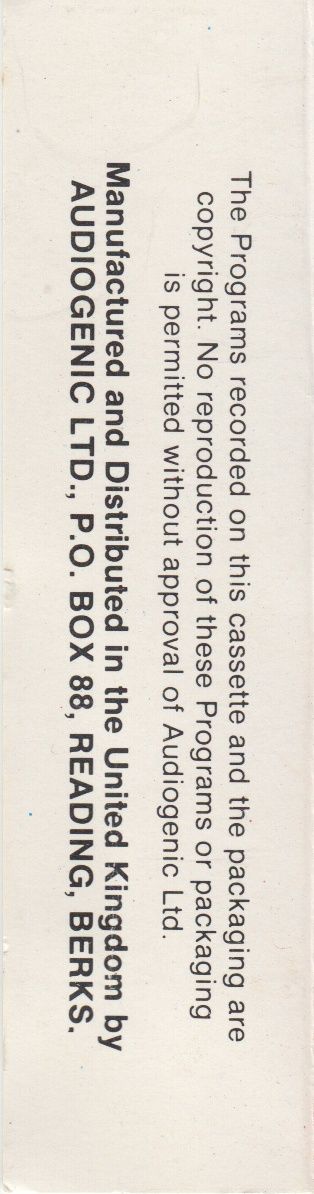 The Programs recorded on this cassette and the packaging are
copyright. No reproduction of these Programs or packaging
is permitted without approval of Audiogenic Ltd.
Manufactured and Distributed in the United Kingdom by
AUDIOGENIC LTD., P.O. BOX 88, READING, BERKS.